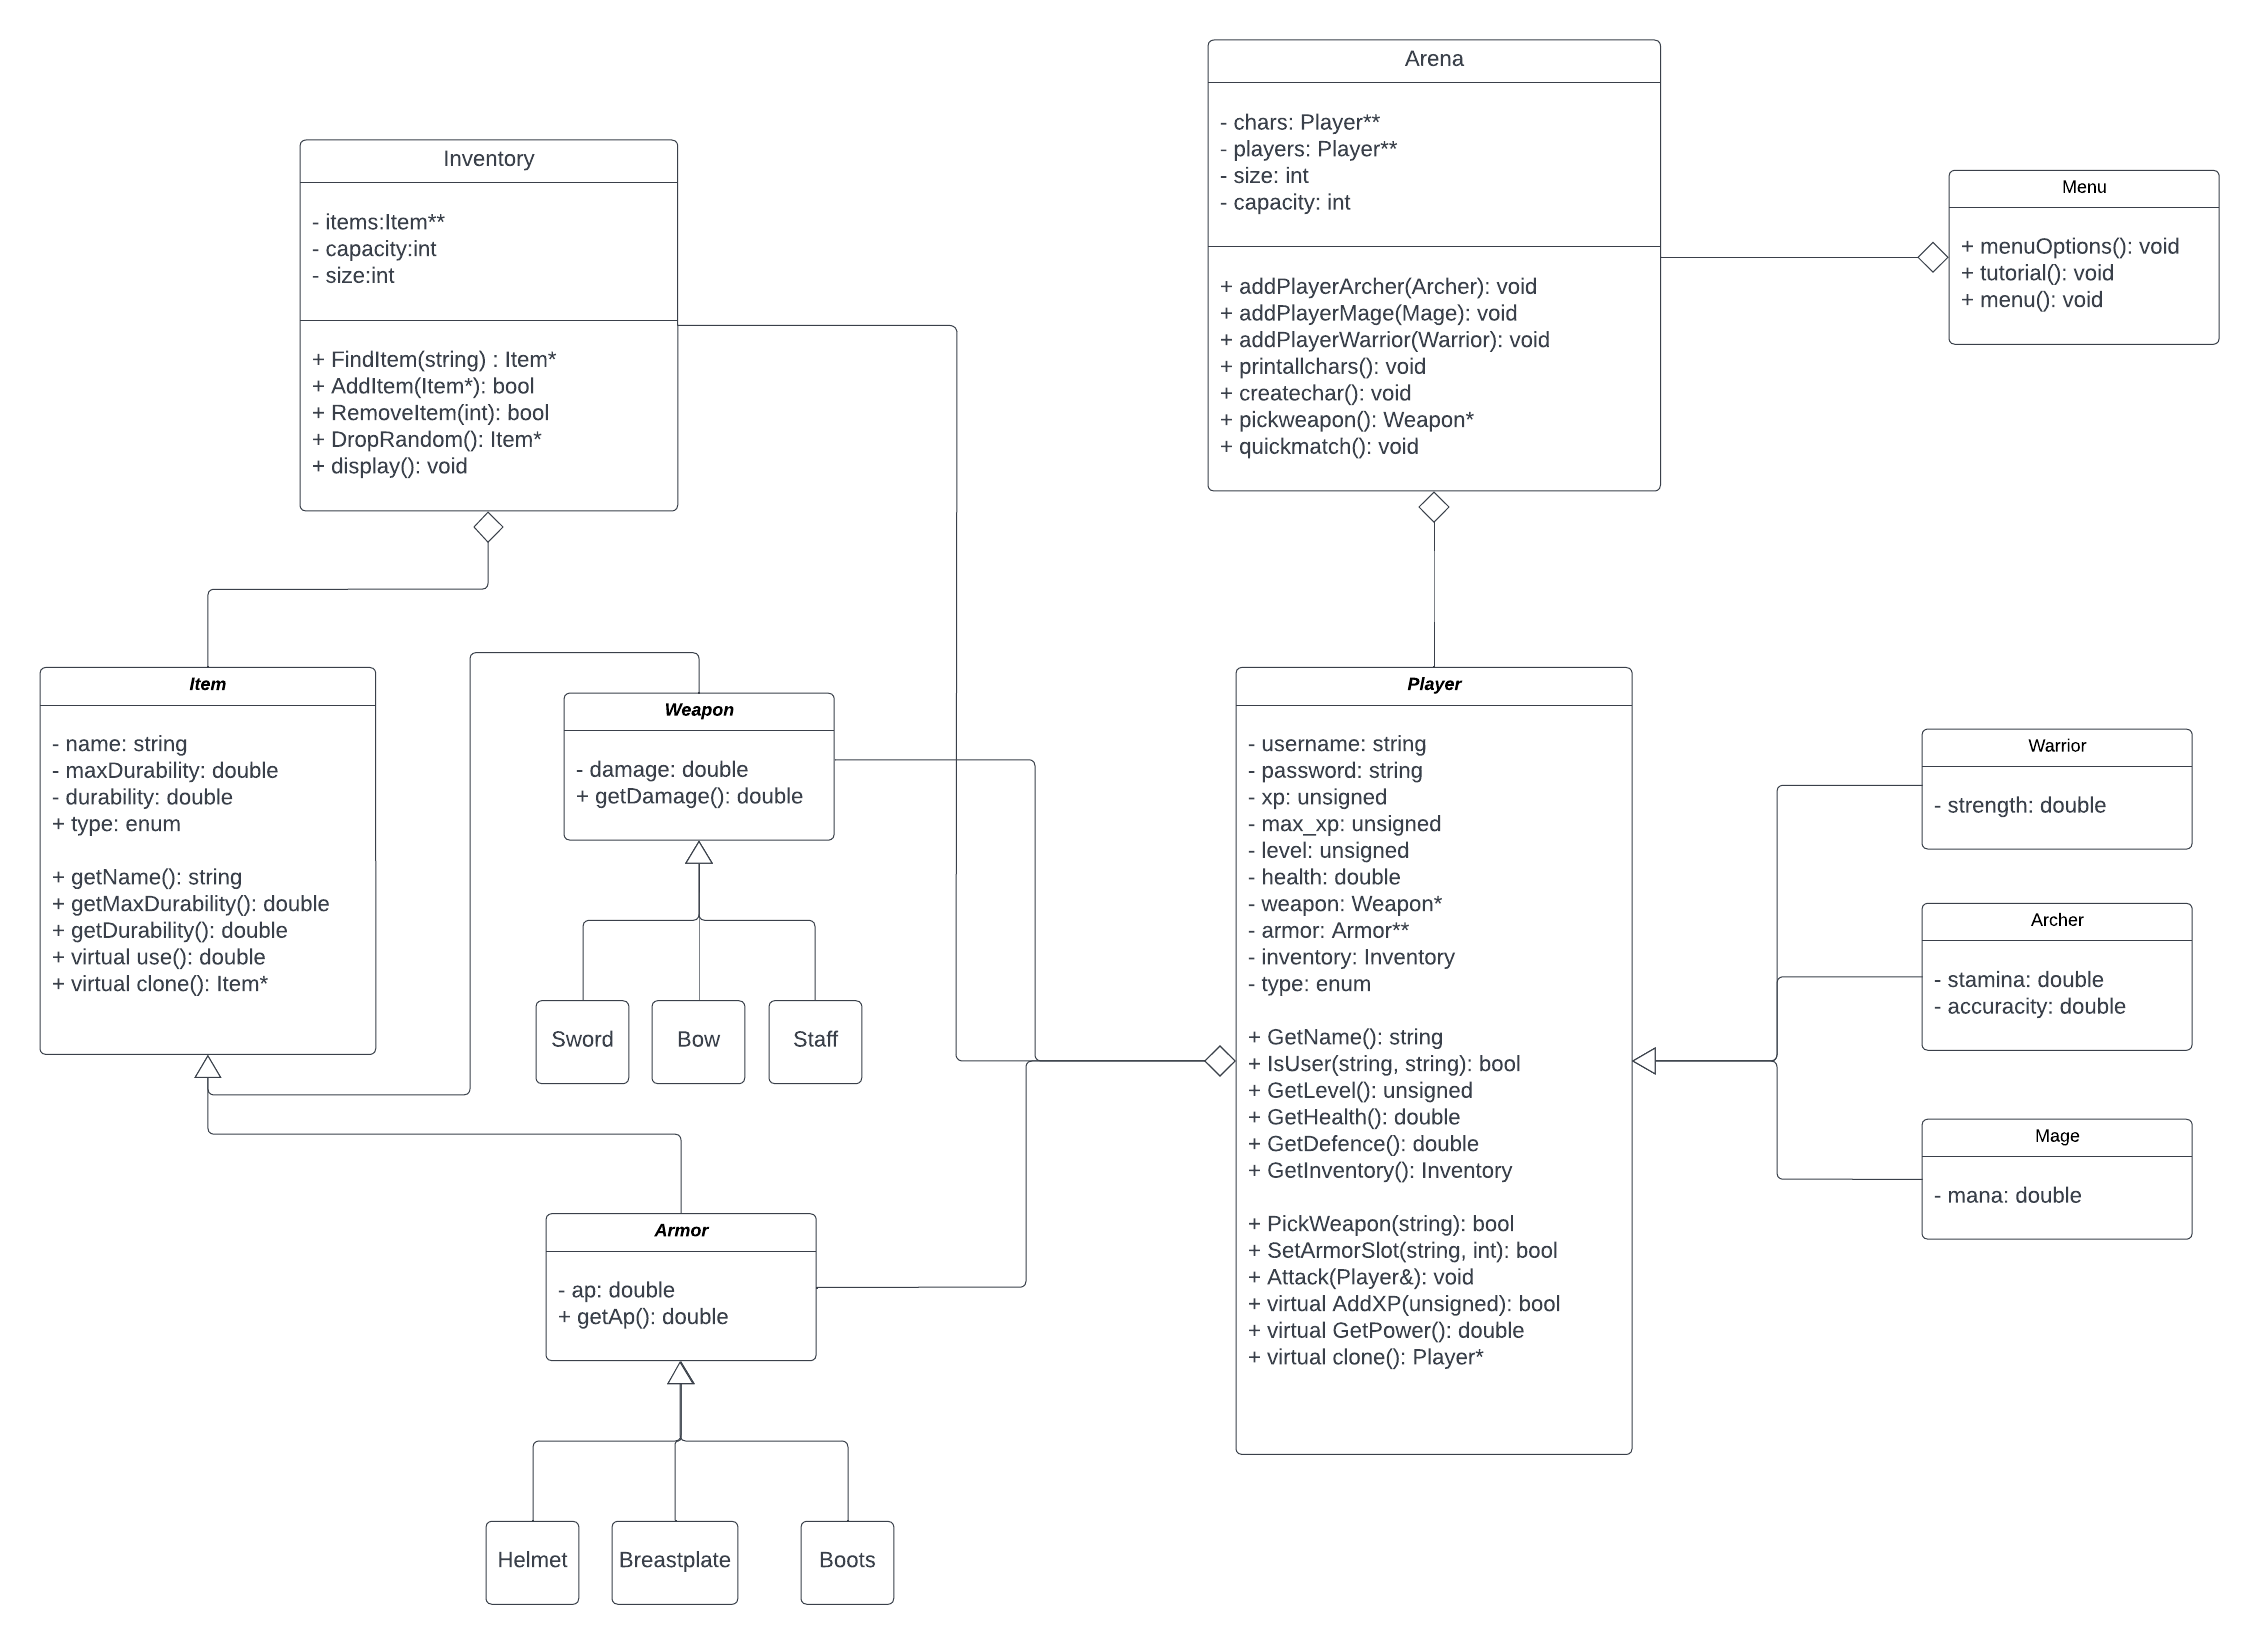 Arena
- chars: Player**
- players: Player**
- size: int
- capacity: int
+ addPlayerArcher(Archer): void
+ addPlayerMage(Mage): void
+ addPlayerWarrior(Warrior): void
+ printallchars(): void
+ createchar(): void
+ pickweapon(): Weapon*
+ quickmatch(): void
Inventory
- items:Item**
- capacity:int
- size:int
+ FindItem(string) : Item*
+ AddItem(Item*): bool
+ RemoveItem(int): bool
+ DropRandom(): Item*
+ display(): void
Menu
+ menuOptions(): void
+ tutorial(): void
+ menu(): void
Item
- name: string
- maxDurability: double
- durability: double
+ type: enum
+ getName(): string
+ getMaxDurability(): double
+ getDurability(): double
+ virtual use(): double
+ virtual clone(): Item*
Weapon
- damage: double
+ getDamage(): double
Sword
Bow
Staff
Player
- username: string
- password: string
- xp: unsigned
- max_xp: unsigned
- level: unsigned
- health: double
- weapon: Weapon*
- armor: Armor**
- inventory: Inventory
- type: enum
+ GetName(): string
+ IsUser(string, string): bool
+ GetLevel(): unsigned
+ GetHealth(): double
+ GetDefence(): double
+ GetInventory(): Inventory
+ PickWeapon(string): bool
+ SetArmorSlot(string, int): bool
+ Attack(Player&): void
+ virtual AddXP(unsigned): bool
+ virtual GetPower(): double
+ virtual clone(): Player*
Warrior
- strength: double
Archer
- stamina: double
- accuracity: double
Mage
- mana: double
Armor
- ap: double
+ getAp(): double
Helmet
Breastplate
Boots